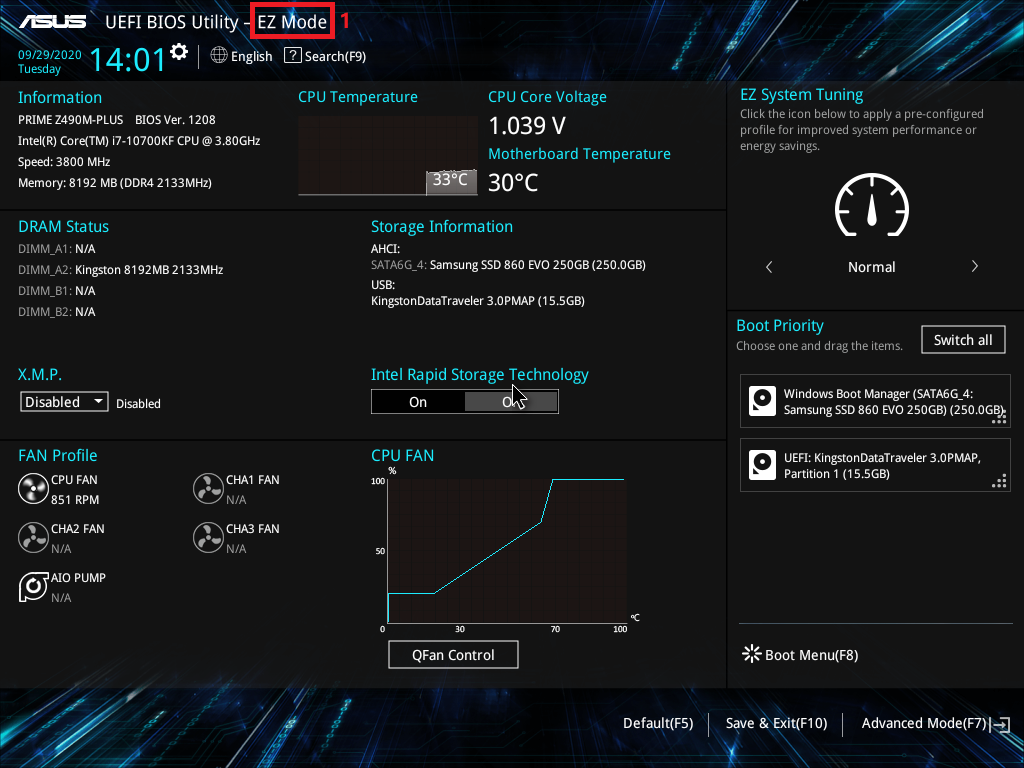 ASUS UEFI BIOS Utility – EZ Mode 1
09/29/2020
Tuesday
14:01
English
Search(F9)
Information
PRIME Z490M-PLUS BIOS Ver. 1208
Intel(R) Core(TM) i7-10700KF CPU @ 3.80GHz
Speed: 3800 MHz
Memory: 8192 MB (DDR4 2133MHz)
CPU Temperature
33°C
CPU Core Voltage
1.039 V
Motherboard Temperature
30°C
EZ System Tuning
Click the icon below to apply a pre-configured
profile for improved system performance or
energy savings.
Normal
DRAM Status
DIMM_A1: N/A
DIMM_A2: Kingston 8192MB 2133MHz
DIMM_B1: N/A
DIMM_B2: N/A
Storage Information
AHCI:
SATA6G_4: Samsung SSD 860 EVO 250GB (250.0GB)
USB:
KingstonDataTraveler 3.0PMAP (15.5GB)
X.M.P.
Disabled
Disabled
Intel Rapid Storage Technology
On
Boot Priority
Choose one and drag the items.
Switch all
Windows Boot Manager (SATA6G_4:
Samsung SSD 860 EVO 250GB) (250.0GB)
UEFI: KingstonDataTraveler 3.0PMAP,
Partition 1 (15.5GB)
FAN Profile
CPU FAN
851 RPM
CHA1 FAN
N/A
CHA2 FAN
N/A
CHA3 FAN
N/A
AIO PUMP
N/A
CPU FAN
%
100
50
0 30 70 100
°C
QFan Control
Boot Menu(F8)
Default(F5)
Save & Exit(F10)
Advanced Mode(F7)